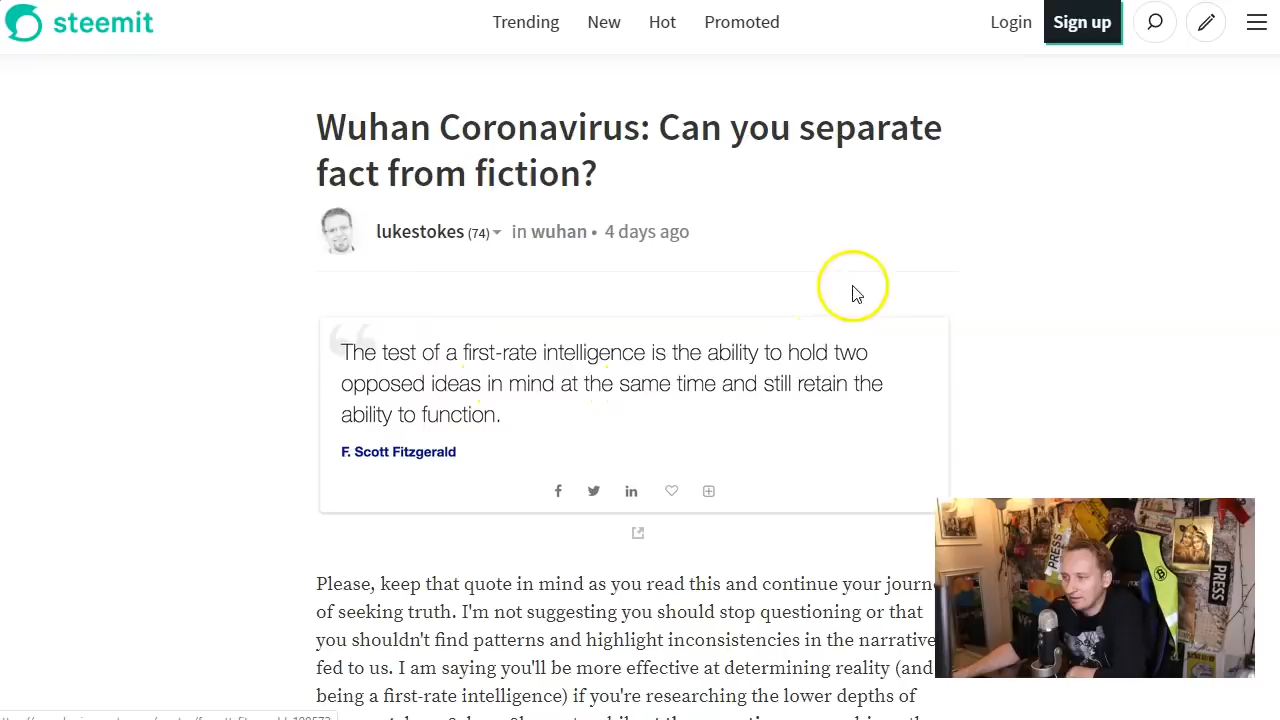 steemit
Trending New Hot Promoted
Login Sign up
Wuhan Coronavirus: Can you separate
fact from fiction?
lukestokes (74) in wuhan • 4 days ago
The test of a first-rate intelligence is the ability to hold two
opposed ideas in mind at the same time and still retain the
ability to function.
F. Scott Fitzgerald
Please, keep that quote in mind as you read this and continue your journ
of seeking truth. I'm not suggesting you should stop questioning or that
you shouldn't find patterns and highlight inconsistencies in the narrative
fed to us. I am saying you'll be more effective at determining reality (and
being a first-rate intelligence) if you're researching the lower depths of
PRESS
PRESS